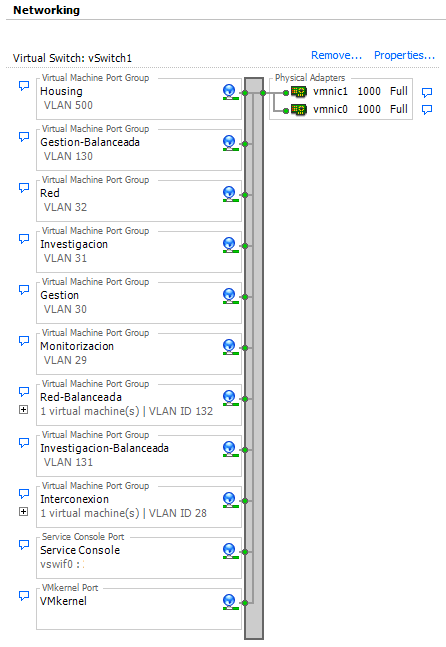 Networking
Virtual Switch: vSwitch1
Remove...
Properties...
Virtual Machine Port Group
Housing
VLAN 500
Physical Adapters
vmnic1 1000 Full
vmnic0 1000 Full
Virtual Machine Port Group
Gestion-Balanceada
VLAN 130
Virtual Machine Port Group
Red
VLAN 32
Virtual Machine Port Group
Investigacion
VLAN 31
Virtual Machine Port Group
Gestion
VLAN 30
Virtual Machine Port Group
Monitorizacion
VLAN 29
Virtual Machine Port Group
Red-Balanceada
1 virtual machine(s) | VLAN ID 132
Virtual Machine Port Group
Investigacion-Balanceada
VLAN 131
Virtual Machine Port Group
Interconexion
1 virtual machine(s) | VLAN ID 28
Service Console Port
Service Console
vswif0 :
VMkernel Port
VMkernel